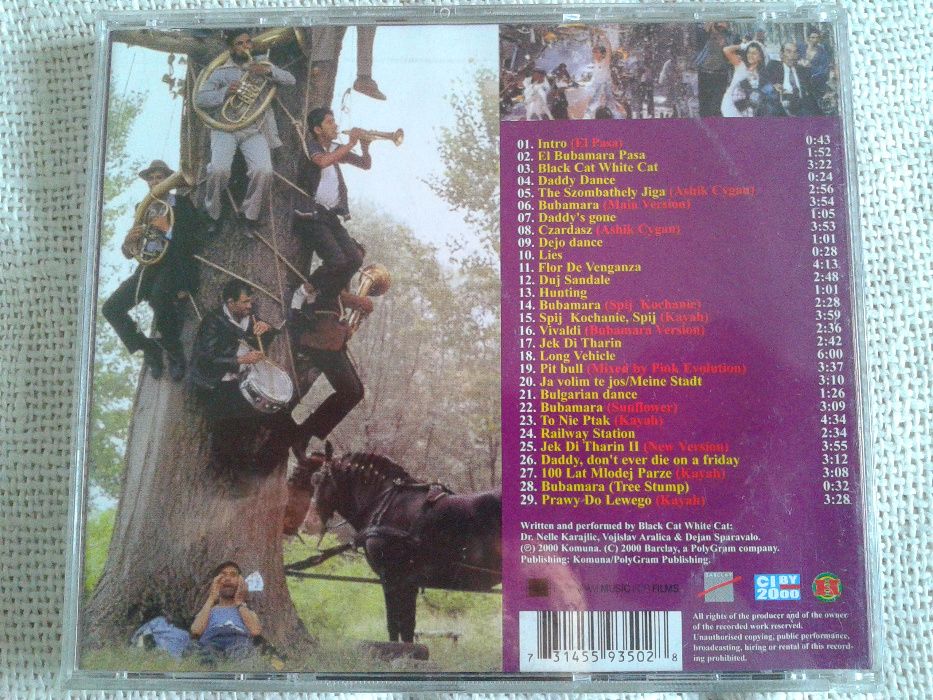 01. Intro (El Pasa) 0:43
02. El Bubamara Pasa 1:52
03. Black Cat White Cat 3:22
04. Daddy Dance 0:24
05. The Szombathely Jiga (Ashik Cygan) 2:56
06. Bubamara (Main Version) 3:54
07. Daddy's gone 1:05
08. Czardasz (Ashik Cygan) 3:53
09. Dejo dance 1:01
10. Lies 0:28
11. Flor De Venganza 4:13
12. Duj Sandale 2:48
13. Hunting 1:01
14. Bubamara (Spij Kochanie) 2:28
15. Spij Kochanie, Spij (Kayah) 3:59
16. Vivaldi (Bubamara Version) 2:36
17. Jek Di Tharin 2:42
18. Long Vehicle 6:00
19. Pit bull (Mixed by Pink Evolution) 3:37
20. Ja volim te jos/Meine Stadt 3:10
21. Bulgarian dance 1:26
22. Bubamara (Sunflower) 3:09
23. To Nie Ptak (Kayah) 4:34
24. Railway Station 2:34
25. Jek Di Tharin II (New Version) 3:55
26. Daddy, don't ever die on a friday 3:12
27. 100 Lat Mlodej Parze (Kayah) 3:08
28. Bubamara (Tree Stump) 0:32
29. Prawy Do Lewego (Kayah) 3:28
Written and performed by Black Cat White Cat:
Dr. Nelle Karajlic, Vojislav Aralica & Dejan Sparavalo.
(P) 2000 Komuna. (C) 2000 Barclay, a PolyGram company.
Publishing: Komuna/PolyGram Publishing.
MUSIC FOR FILMS
BARCLAY
CI BY
2000
All rights of the producer and of the owner
of the recorded work reserved.
Unauthorised copying, public performance,
broadcasting, hiring or rental of this record-
ing prohibited.
7 31455 93502 8